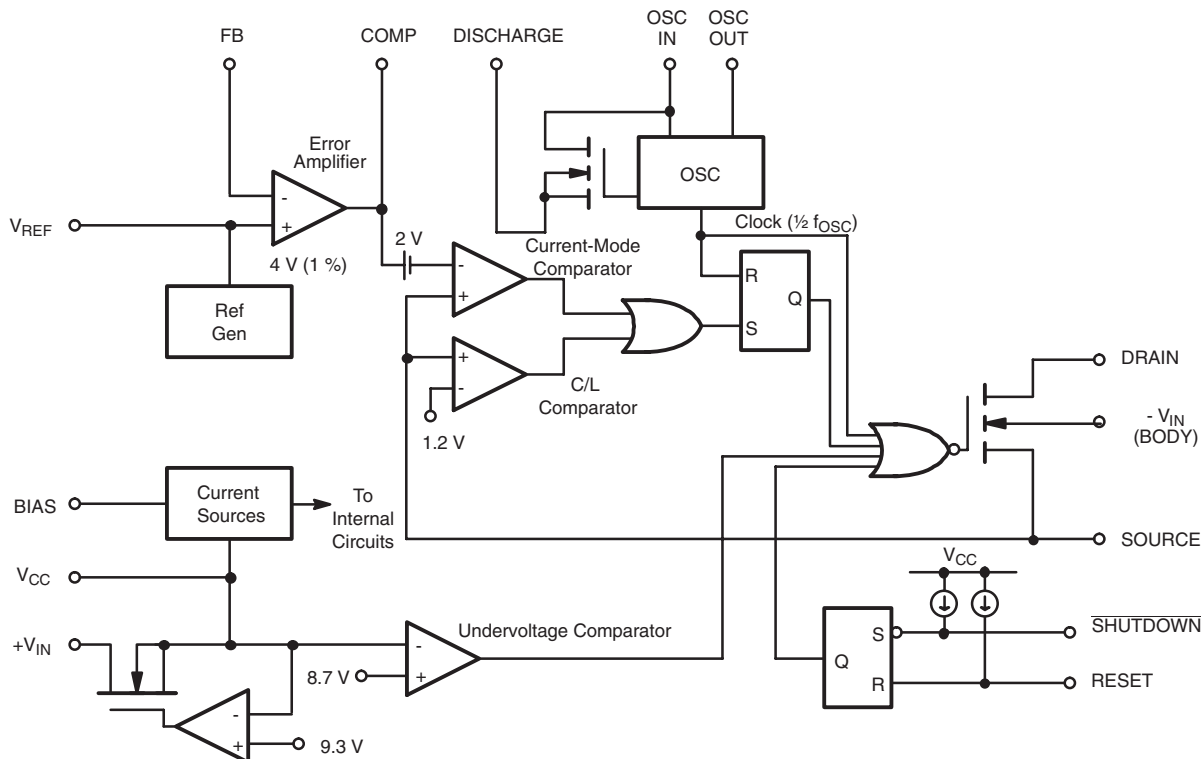 FB
COMP
DISCHARGE
OSC
IN
OSC
OUT
Error
Amplifier
-
+
OSC
V_REF
4 V (1 %)
2 V
Clock (½ f_OSC)
Current-Mode
Comparator
-
+
R
Q
S
Ref
Gen
+
-
C/L
Comparator
1.2 V
DRAIN
- V_IN
(BODY)
BIAS
Current
Sources
To
Internal
Circuits
SOURCE
V_CC
V_CC
+V_IN
Undervoltage Comparator
-
+
8.7 V
S
Q
R
SHUTDOWN
RESET
-
+
9.3 V